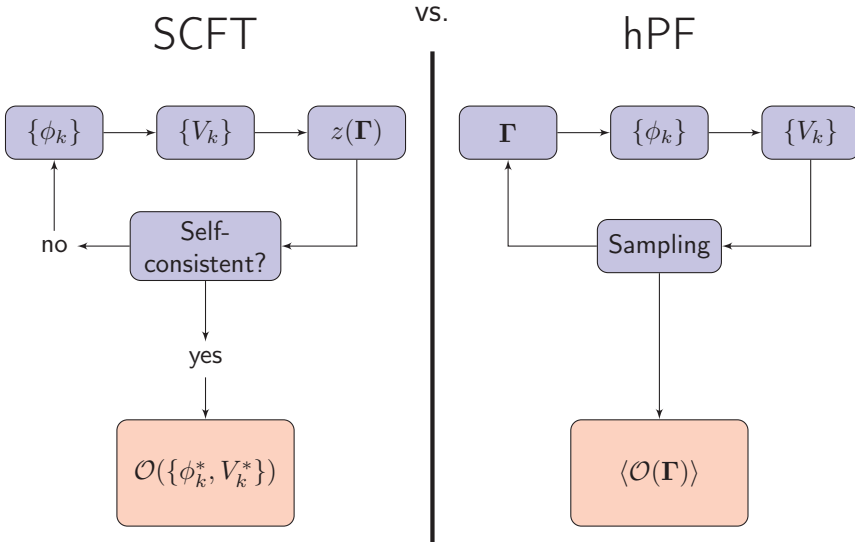 SCFT
vs.
hPF
{ϕ_k}
{V_k}
z(Γ)
no
Self-
consistent?
yes
𝒪({ϕ_k^*, V_k^*})
Γ
{ϕ_k}
{V_k}
Sampling
⟨𝒪(Γ)⟩